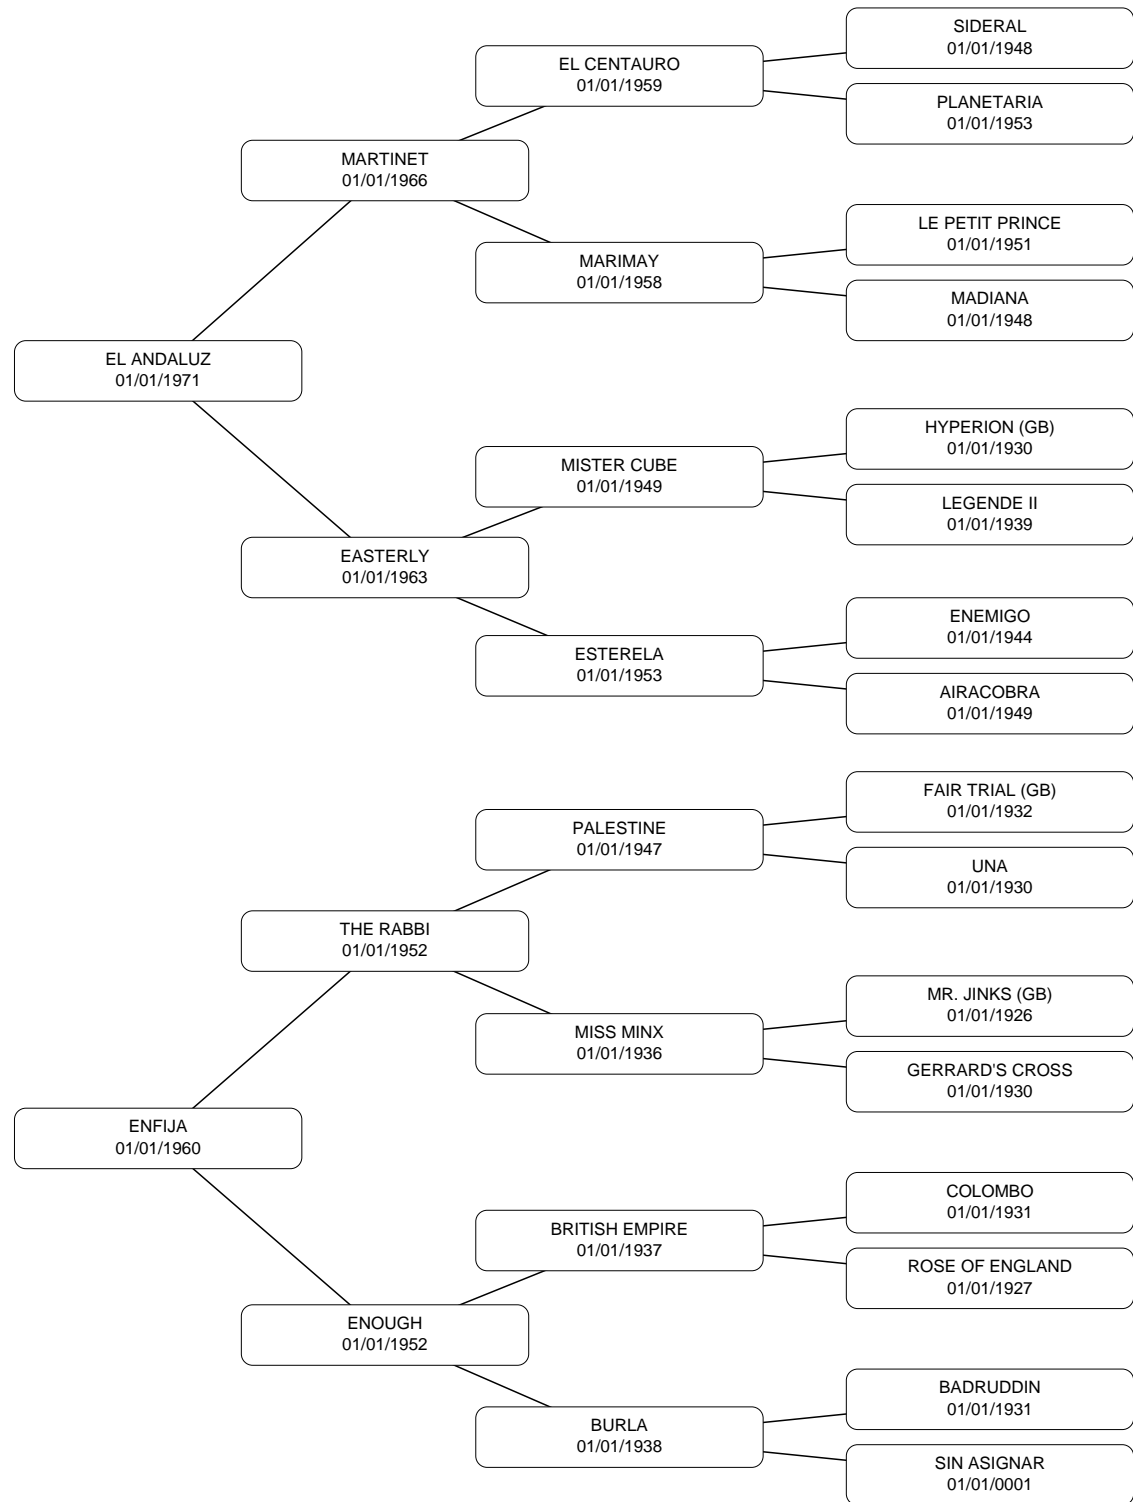 SIDERAL
01/01/1948
EL CENTAURO
01/01/1959
PLANETARIA
01/01/1953
MARTINET
01/01/1966
LE PETIT PRINCE
01/01/1951
MARIMAY
01/01/1958
MADIANA
01/01/1948
EL ANDALUZ
01/01/1971
HYPERION (GB)
01/01/1930
MISTER CUBE
01/01/1949
LEGENDE II
01/01/1939
EASTERLY
01/01/1963
ENEMIGO
01/01/1944
ESTERELA
01/01/1953
AIRACOBRA
01/01/1949
FAIR TRIAL (GB)
01/01/1932
PALESTINE
01/01/1947
UNA
01/01/1930
THE RABBI
01/01/1952
MR. JINKS (GB)
01/01/1926
MISS MINX
01/01/1936
GERRARD'S CROSS
01/01/1930
ENFIJA
01/01/1960
COLOMBO
01/01/1931
BRITISH EMPIRE
01/01/1937
ROSE OF ENGLAND
01/01/1927
ENOUGH
01/01/1952
BADRUDDIN
01/01/1931
BURLA
01/01/1938
SIN ASIGNAR
01/01/0001